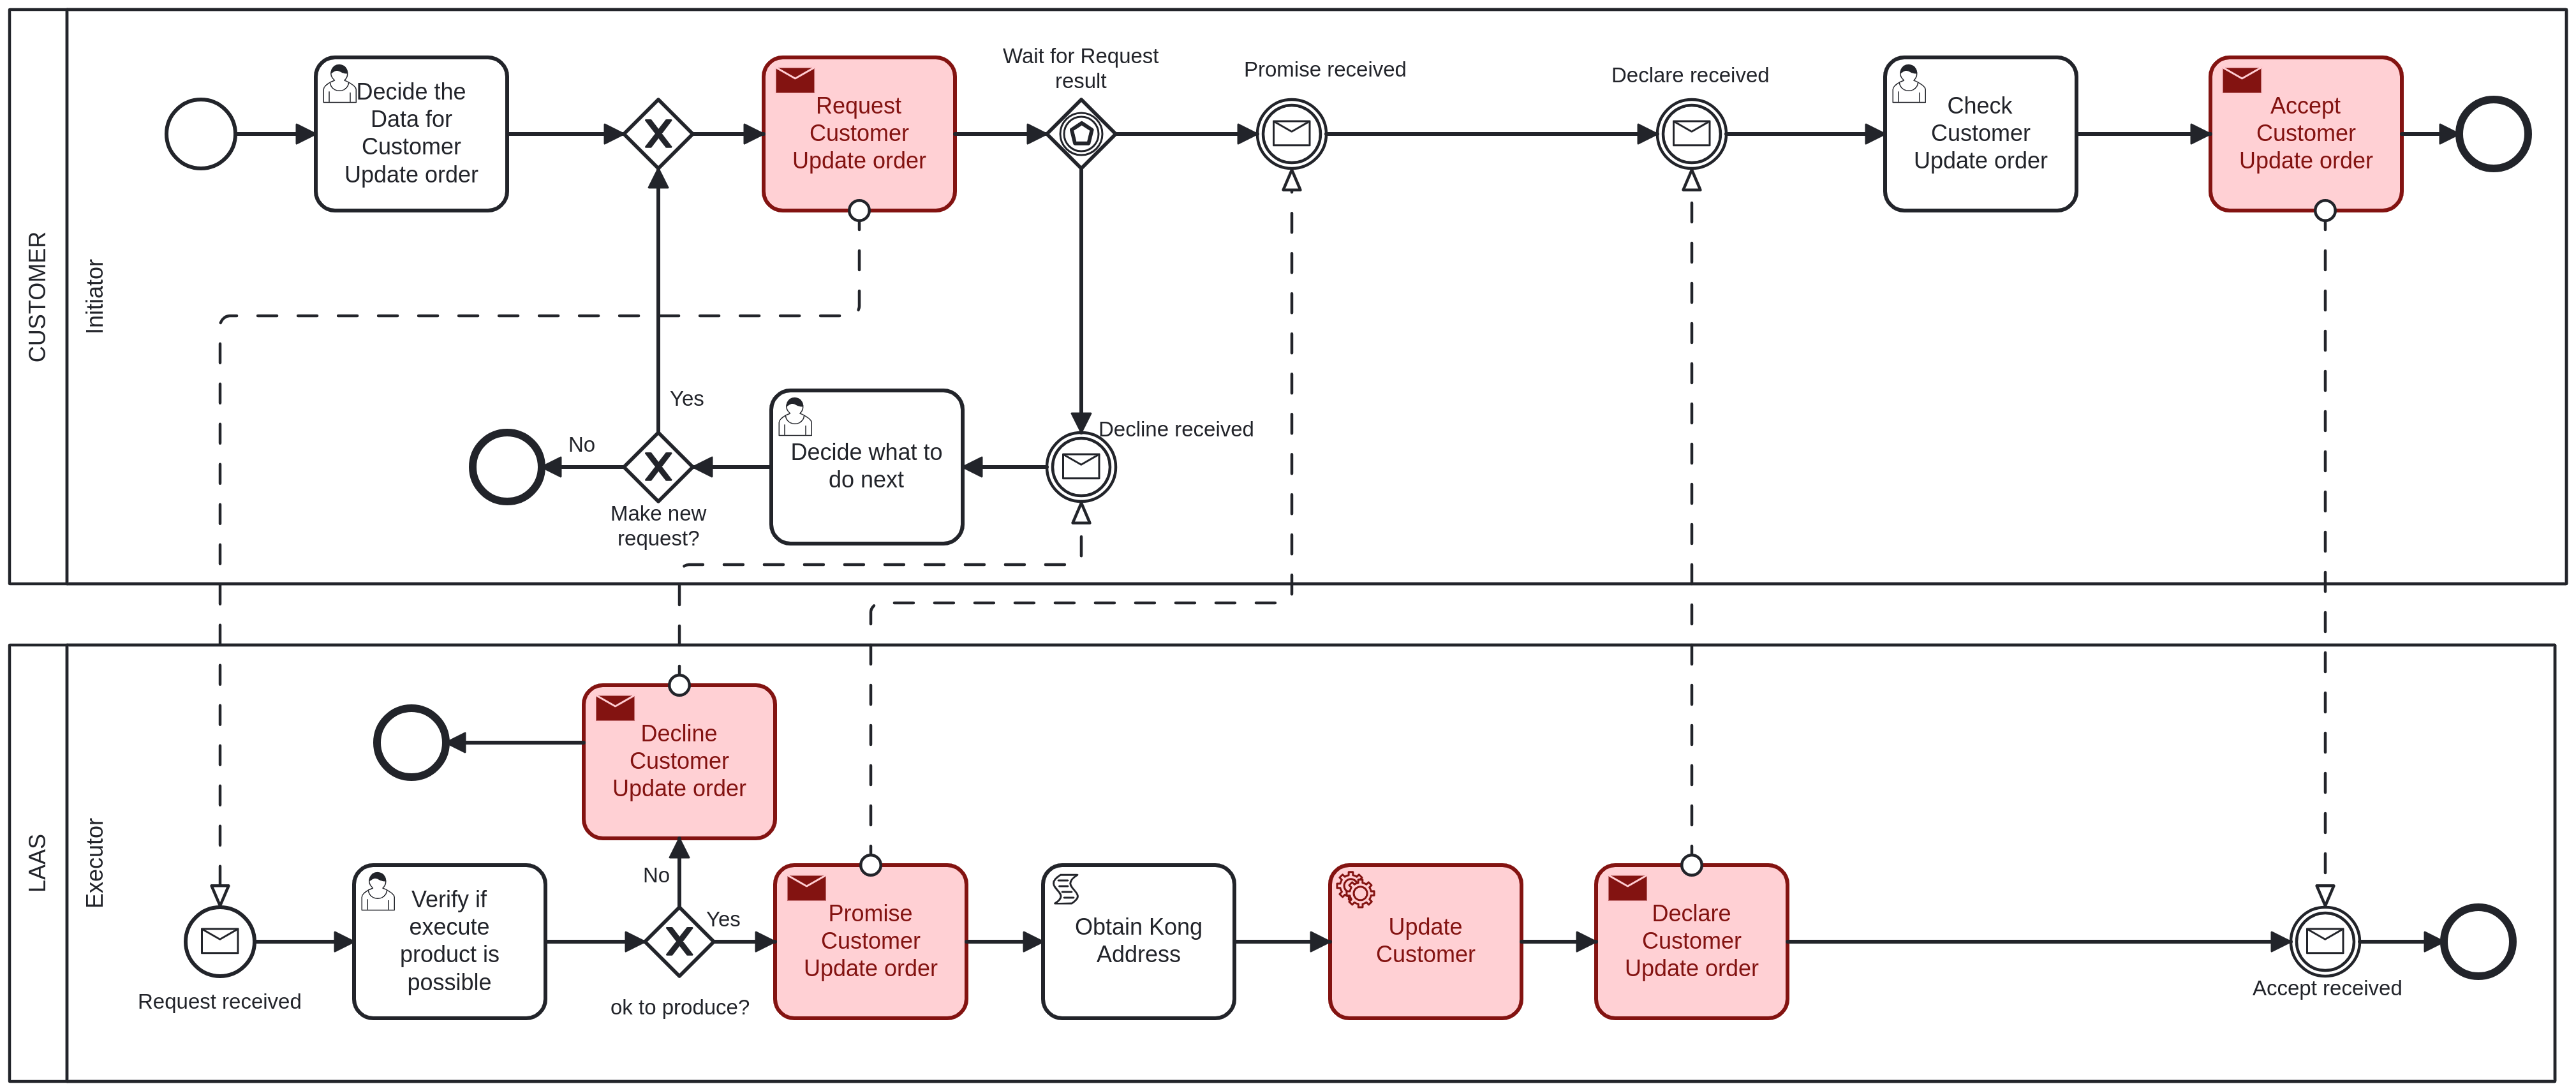 CUSTOMER
Initiator
Decide the
Data for
Customer
Update order
Request
Customer
Update order
Wait for Request
result
Promise received
Declare received
Check
Customer
Update order
Accept
Customer
Update order
Yes
No
Make new
request?
Decide what to
do next
Decline received
LAAS
Executor
Request received
Verify if
execute
product is
possible
Decline
Customer
Update order
No
Yes
ok to produce?
Promise
Customer
Update order
Obtain Kong
Address
Update
Customer
Declare
Customer
Update order
Accept received